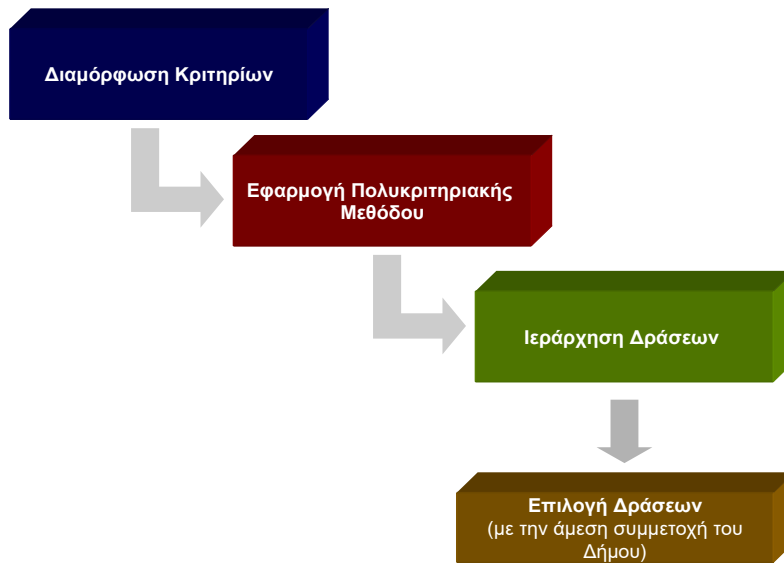 Διαμόρφωση Κριτηρίων
Εφαρμογή Πολυκριτηριακής
Μεθόδου
Ιεράρχηση Δράσεων
Επιλογή Δράσεων
(με την άμεση συμμετοχή του
Δήμου)